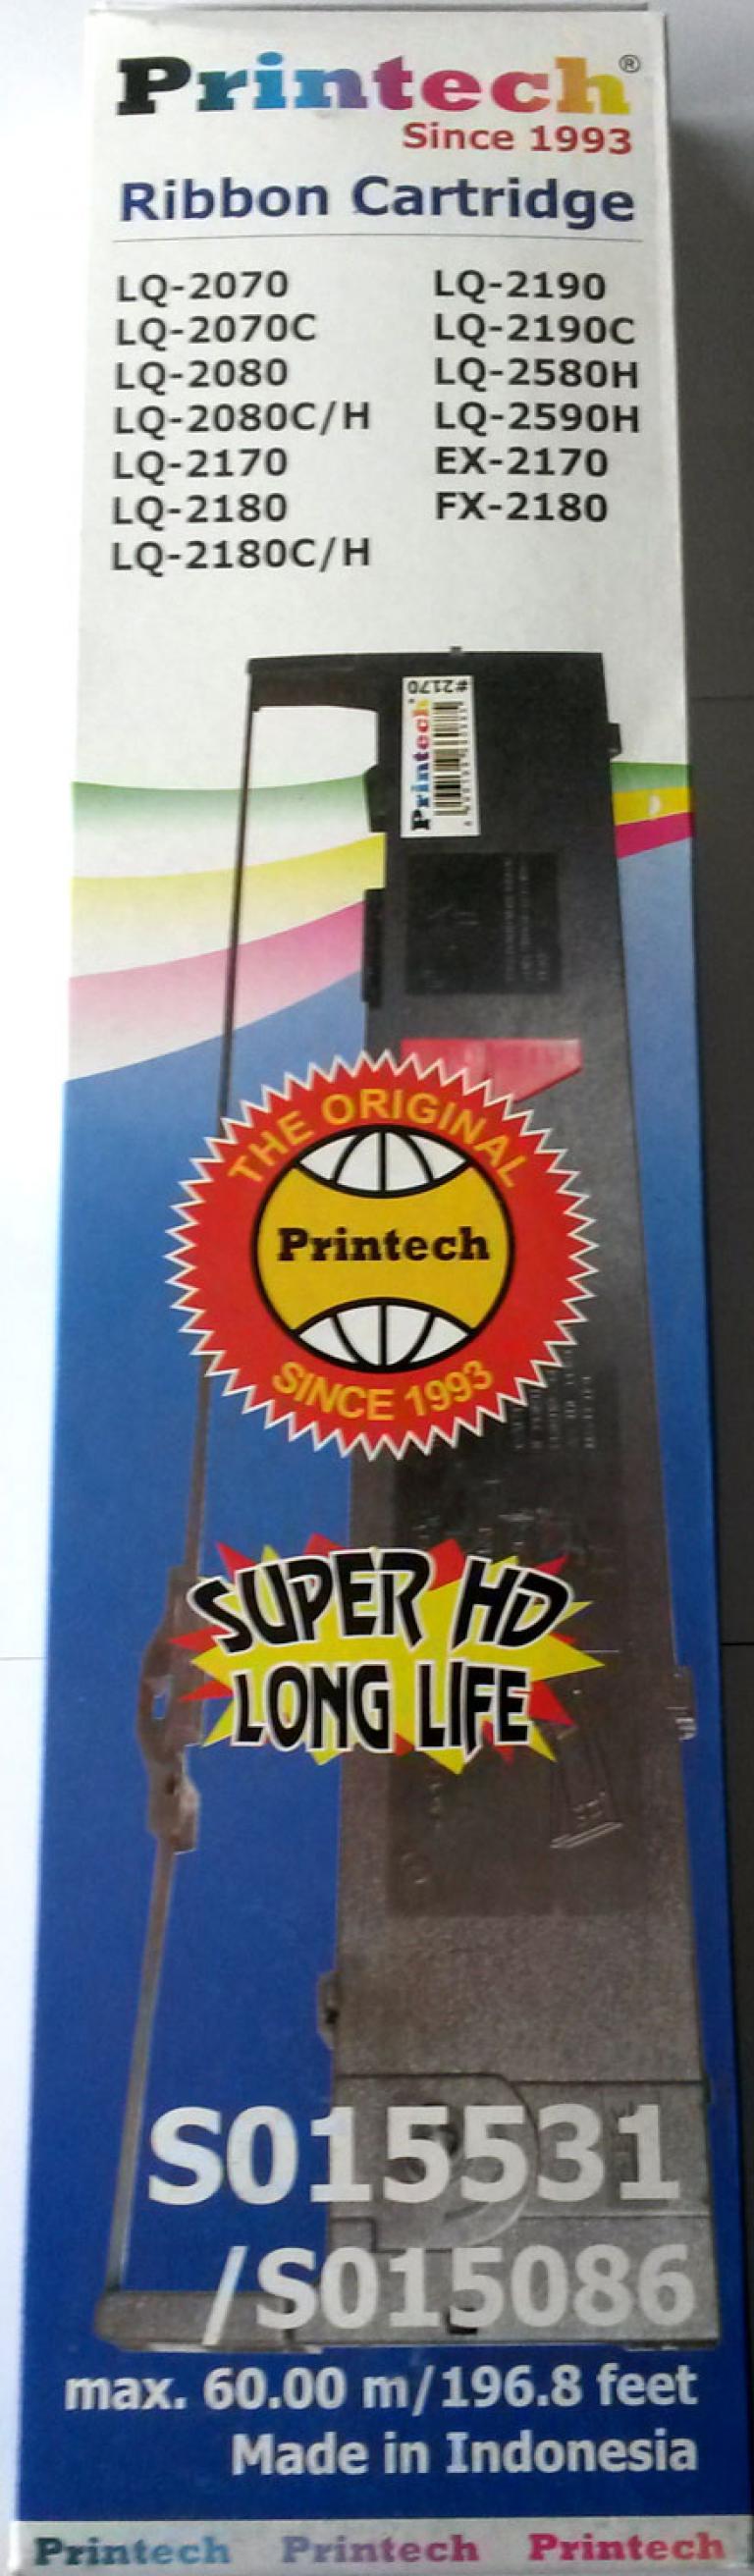 Printech®
Since 1993
Ribbon Cartridge
LQ-2070
LQ-2070C
LQ-2080
LQ-2080C/H
LQ-2170
LQ-2180
LQ-2180C/H
LQ-2190
LQ-2190C
LQ-2580H
LQ-2590H
EX-2170
FX-2180
#2170
Printech
THE ORIGINAL
Printech
SINCE 1993
SUPER HD
LONG LIFE
S015531
/S015086
max. 60.00 m/196.8 feet
Made in Indonesia
Printech Printech Printech